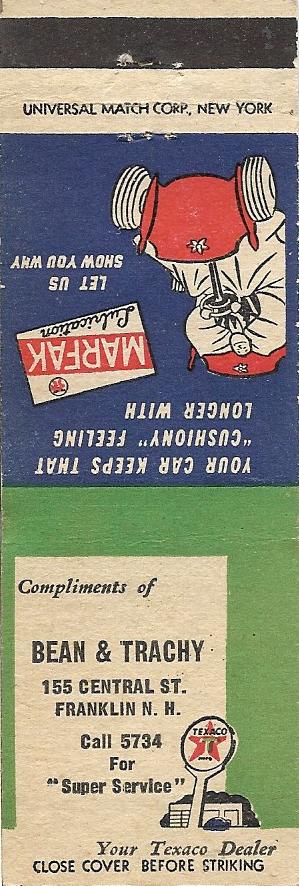 UNIVERSAL MATCH CORP., NEW YORK
YOUR CAR KEEPS THAT
"CUSHIONY" FEELING
LONGER WITH
MARFAK
Lubrication
LET US
SHOW YOU WHY
Compliments of
BEAN & TRACHY
155 CENTRAL ST.
FRANKLIN N. H.
Call 5734
For
"Super Service"
TEXACO
T
Your Texaco Dealer
CLOSE COVER BEFORE STRIKING